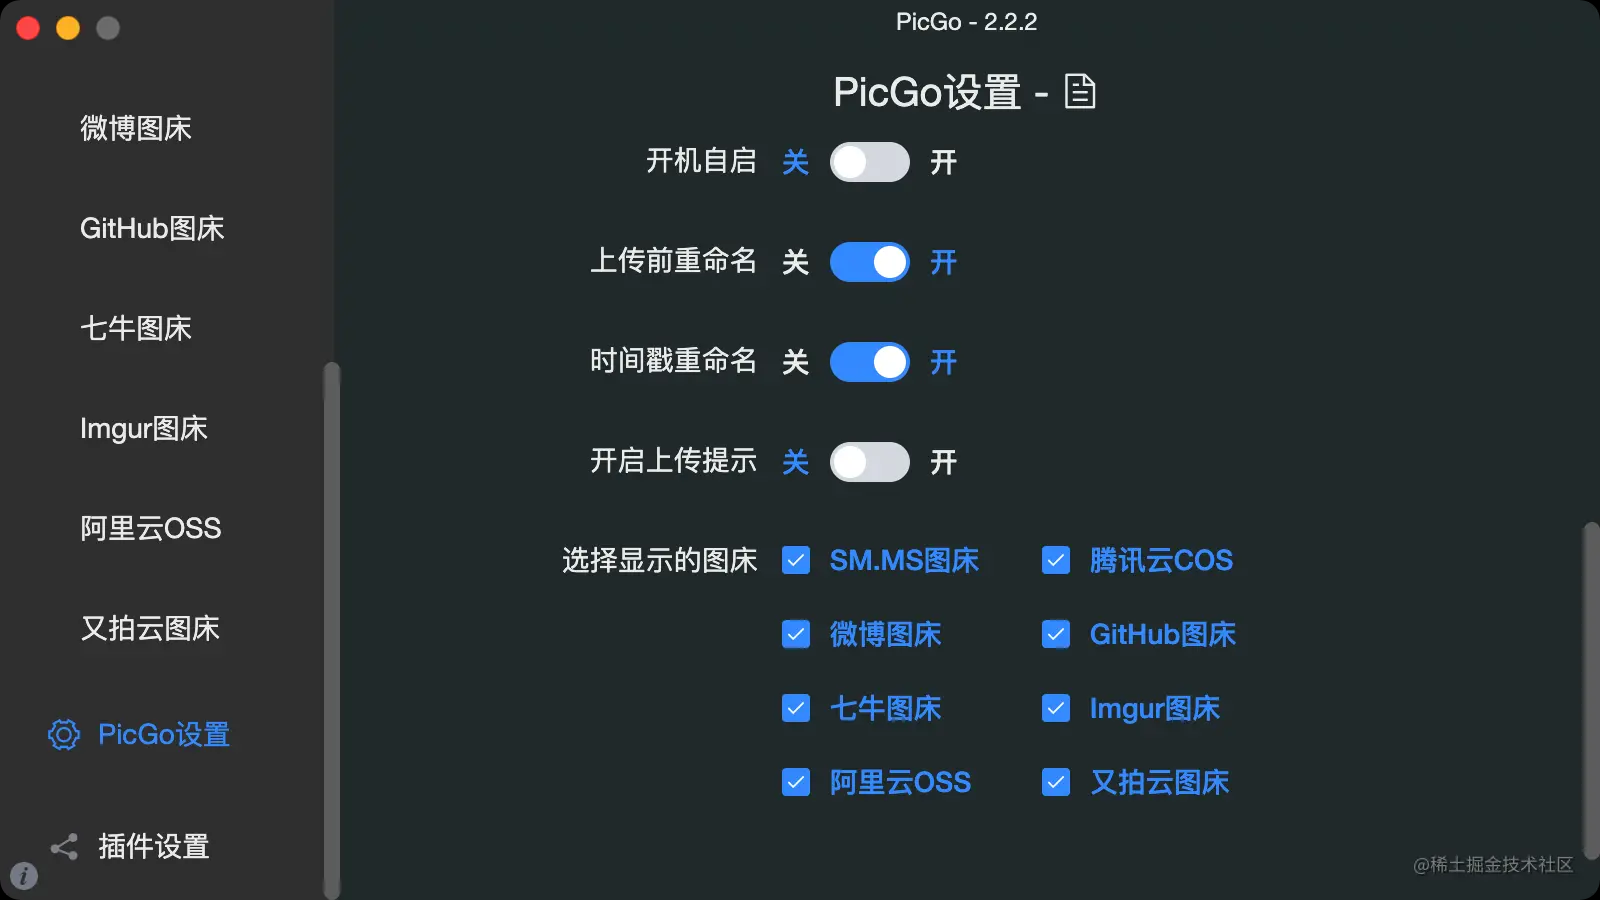 PicGo - 2.2.2
微博图床
GitHub图床
七牛图床
Imgur图床
阿里云OSS
又拍云图床
PicGo设置
插件设置
PicGo设置 -
开机自启 关 开
上传前重命名 关 开
时间戳重命名 关 开
开启上传提示 关 开
选择显示的图床 SM.MS图床 腾讯云COS
微博图床 GitHub图床
七牛图床 Imgur图床
阿里云OSS 又拍云图床
@稀土掘金技术社区